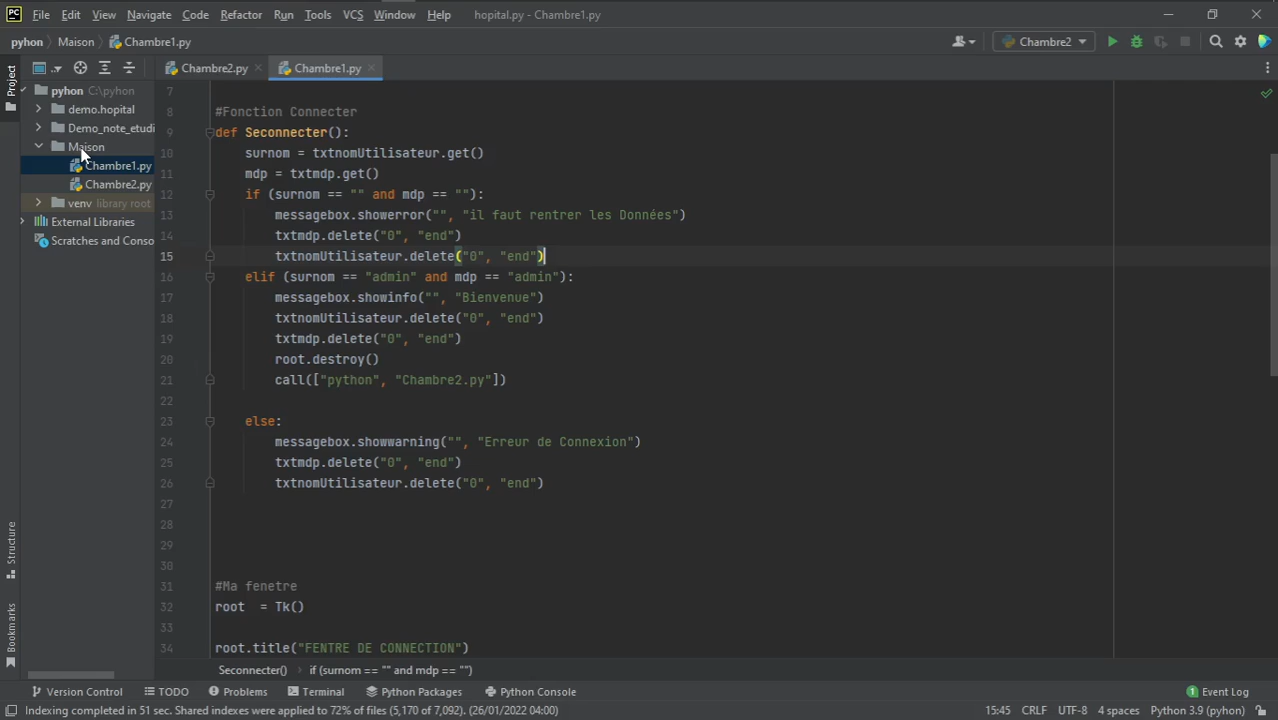 PC File Edit View Navigate Code Refactor Run Tools VCS Window Help hopital.py - Chambre1.py
pyhon Maison Chambre1.py Chambre2
Project
Chambre2.py Chambre1.py
pyhon C:\pyhon
demo.hopital
Demo_note_etudi
Maison
Chambre1.py
Chambre2.py
venv library root
External Libraries
Scratches and Conso
7
8 #Fonction Connecter
9 def Seconnecter():
10 surnom = txtnomUtilisateur.get()
11 mdp = txtmdp.get()
12 if (surnom == "" and mdp == ""):
13 messagebox.showerror("", "il faut rentrer les Données")
14 txtmdp.delete("0", "end")
15 txtnomUtilisateur.delete("0", "end")
16 elif (surnom == "admin" and mdp == "admin"):
17 messagebox.showinfo("", "Bienvenue")
18 txtnomUtilisateur.delete("0", "end")
19 txtmdp.delete("0", "end")
20 root.destroy()
21 call(["python", "Chambre2.py"])
22
23 else:
24 messagebox.showwarning("", "Erreur de Connexion")
25 txtmdp.delete("0", "end")
26 txtnomUtilisateur.delete("0", "end")
27
28
29
30
31 #Ma fenetre
32 root = Tk()
33
34 root.title("FENTRE DE CONNECTION")
Structure
Bookmarks
Seconnecter() if (surnom == "" and mdp == "")
Version Control TODO Problems Terminal Python Packages Python Console 1 Event Log
Indexing completed in 51 sec. Shared indexes were applied to 72% of files (5,170 of 7,092). (26/01/2022 04:00) 15:45 CRLF UTF-8 4 spaces Python 3.9 (pyhon)